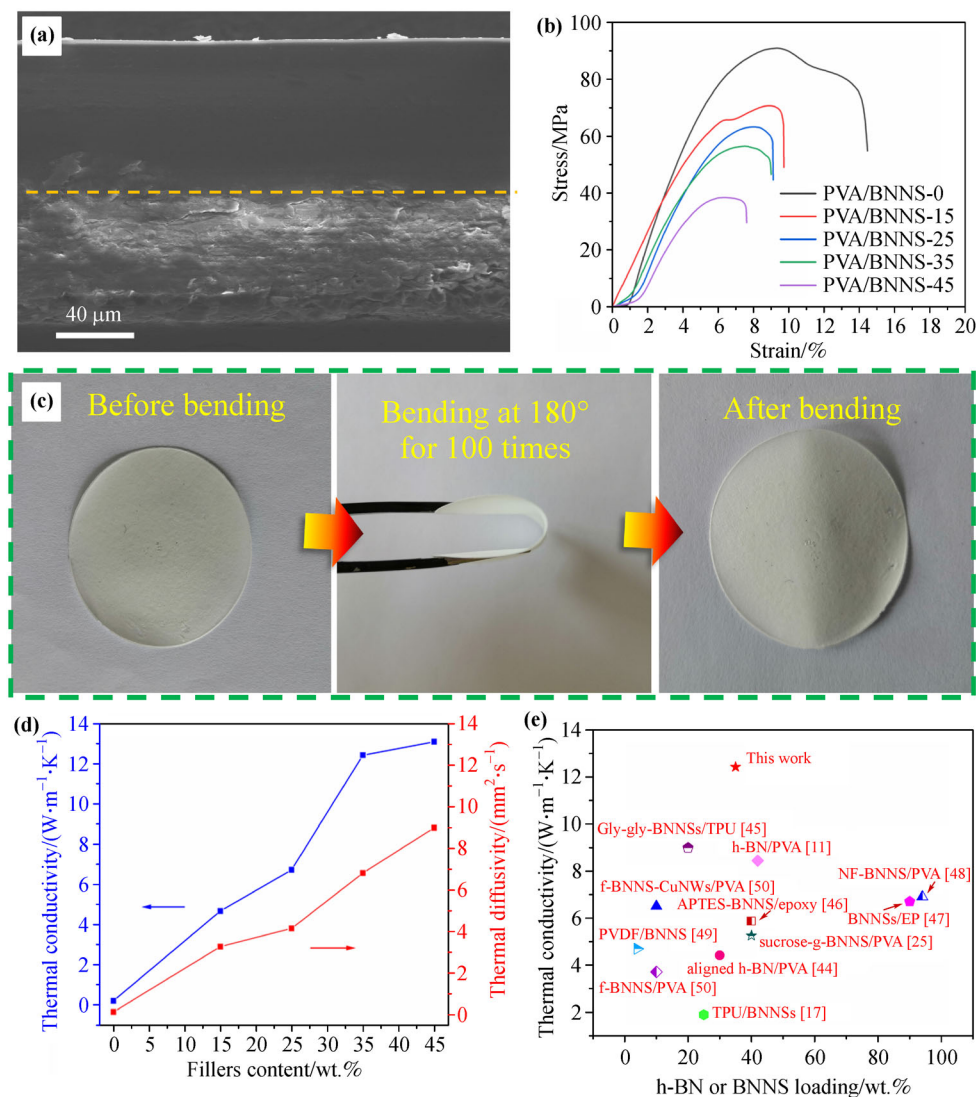 (a)
40 μm
(b)
Stress/MPa
100
80
60
40
20
0
PVA/BNNS-0
PVA/BNNS-15
PVA/BNNS-25
PVA/BNNS-35
PVA/BNNS-45
0 2 4 6 8 10 12 14 16 18 20
Strain/%
(c)
Before bending
Bending at 180°
for 100 times
After bending
(d)
Thermal conductivity/(W·m⁻¹·K⁻¹)
14
12
10
8
6
4
2
0
14
12
10
8
6
4
2
0
Thermal diffusivity/(mm²·s⁻¹)
0 5 10 15 20 25 30 35 40 45
Fillers content/wt.%
(e)
Thermal conductivity/(W·m⁻¹·K⁻¹)
14
12
10
8
6
4
2
This work
Gly-gly-BNNSs/TPU [45]
h-BN/PVA [11]
NF-BNNS/PVA [48]
f-BNNS-CuNWs/PVA [50]
APTES-BNNS/epoxy [46]
BNNSs/EP [47]
PVDF/BNNS [49]
sucrose-g-BNNS/PVA [25]
aligned h-BN/PVA [44]
f-BNNS/PVA [50]
TPU/BNNSs [17]
0 20 40 60 80 100
h-BN or BNNS loading/wt.%